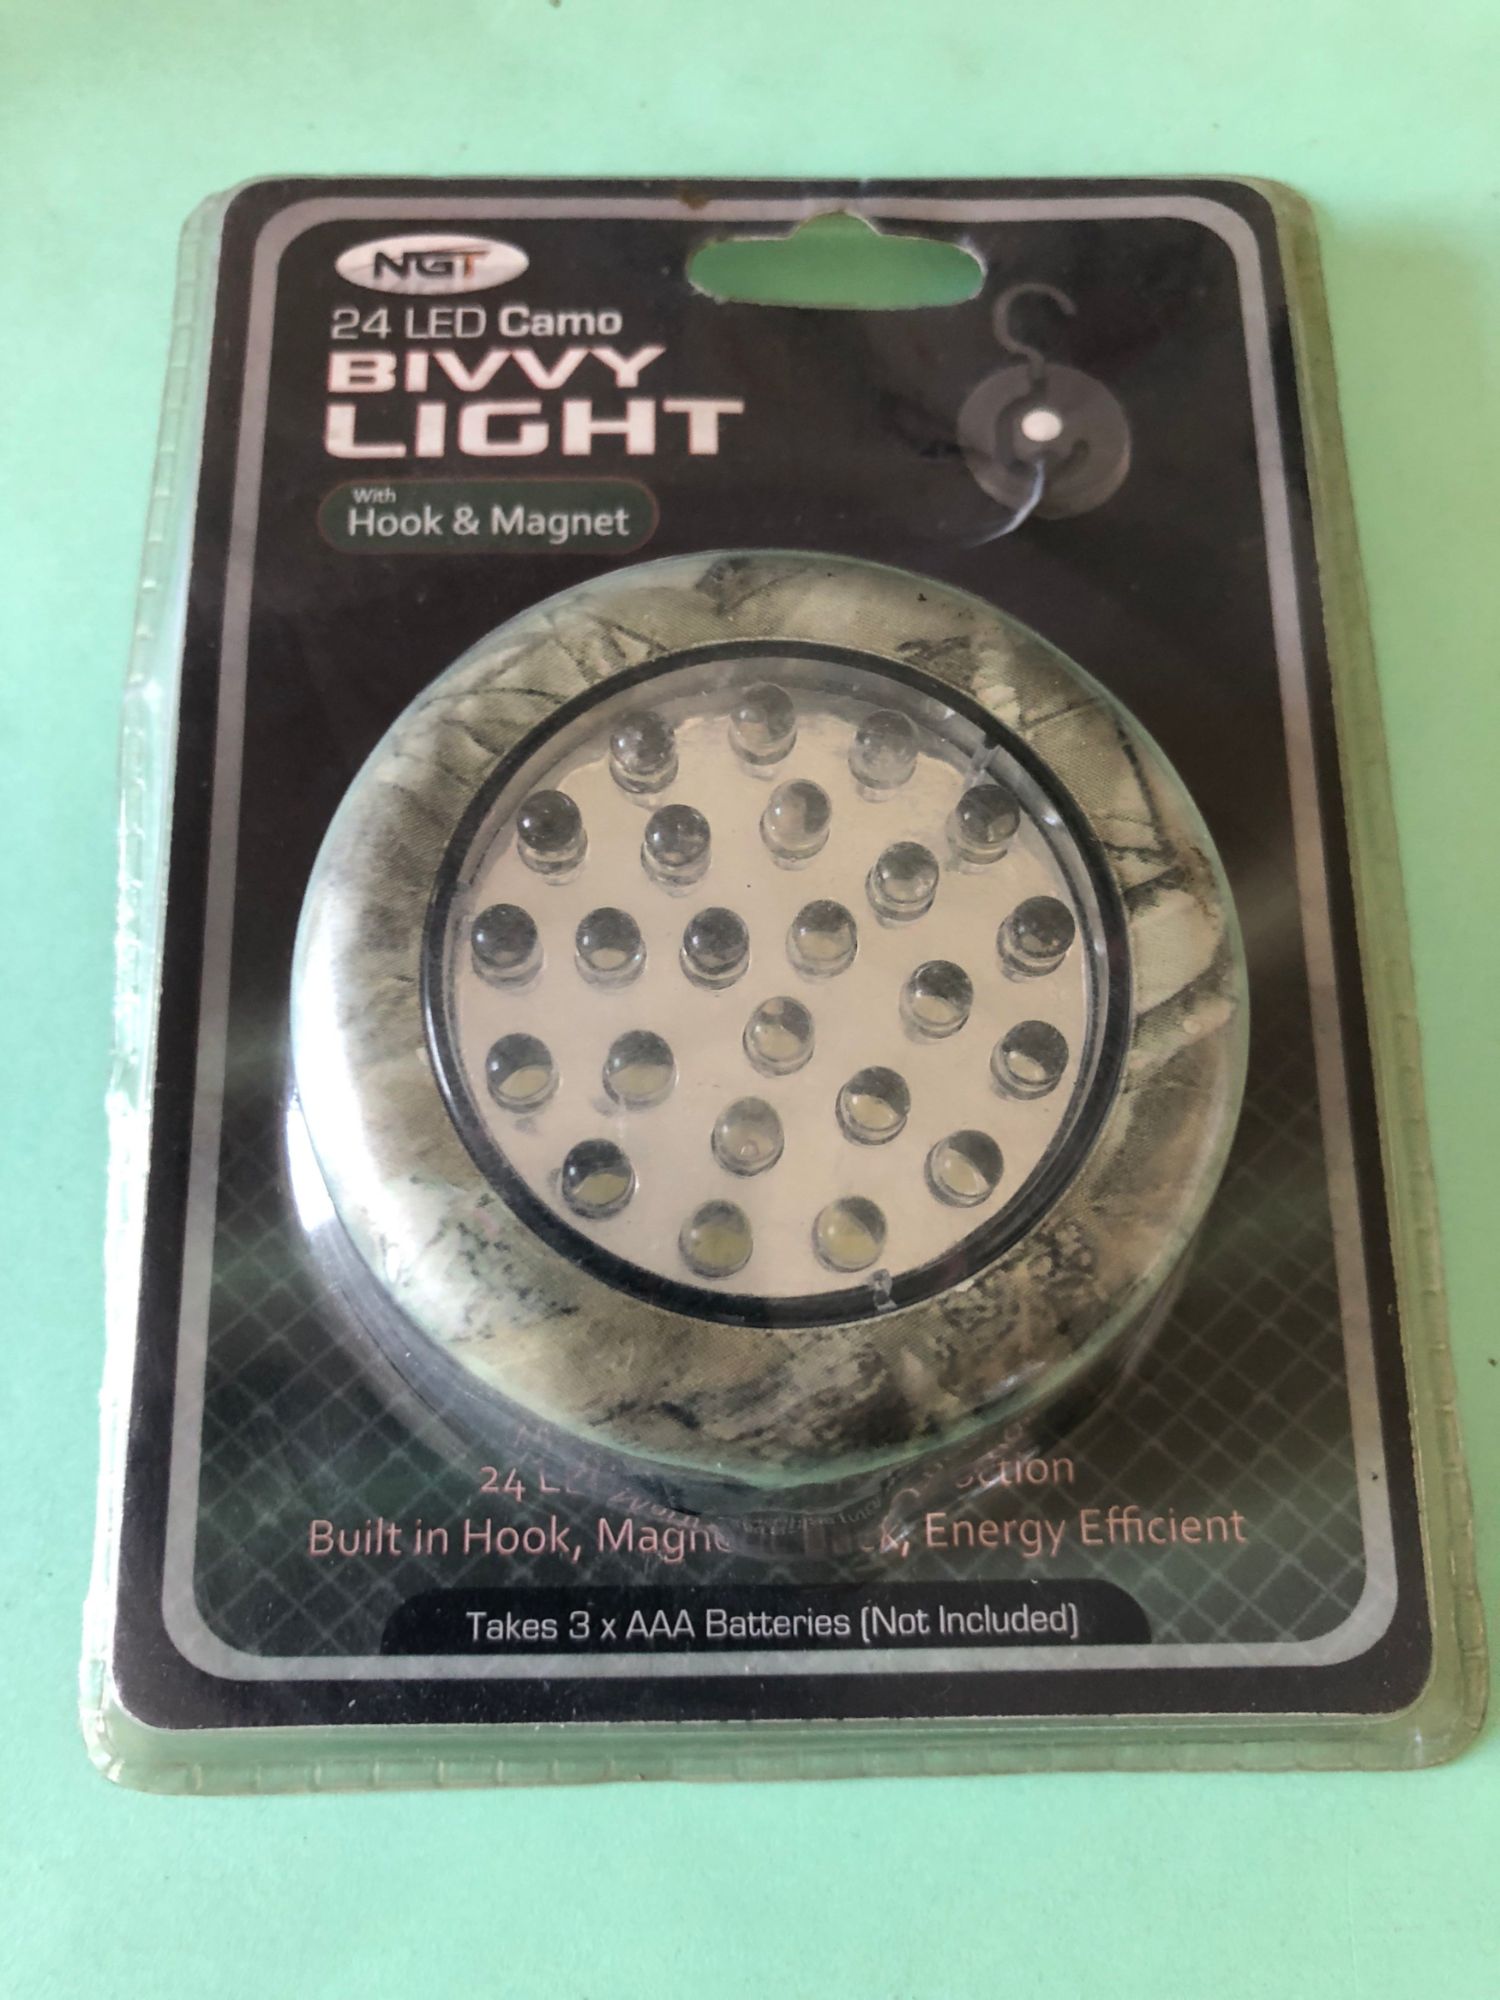 NGT
24 LED Camo
BIVVY
LIGHT
With
Hook & Magnet
24
Built in Hook, Energy Efficient
Takes 3 x AAA Batteries (Not Included)